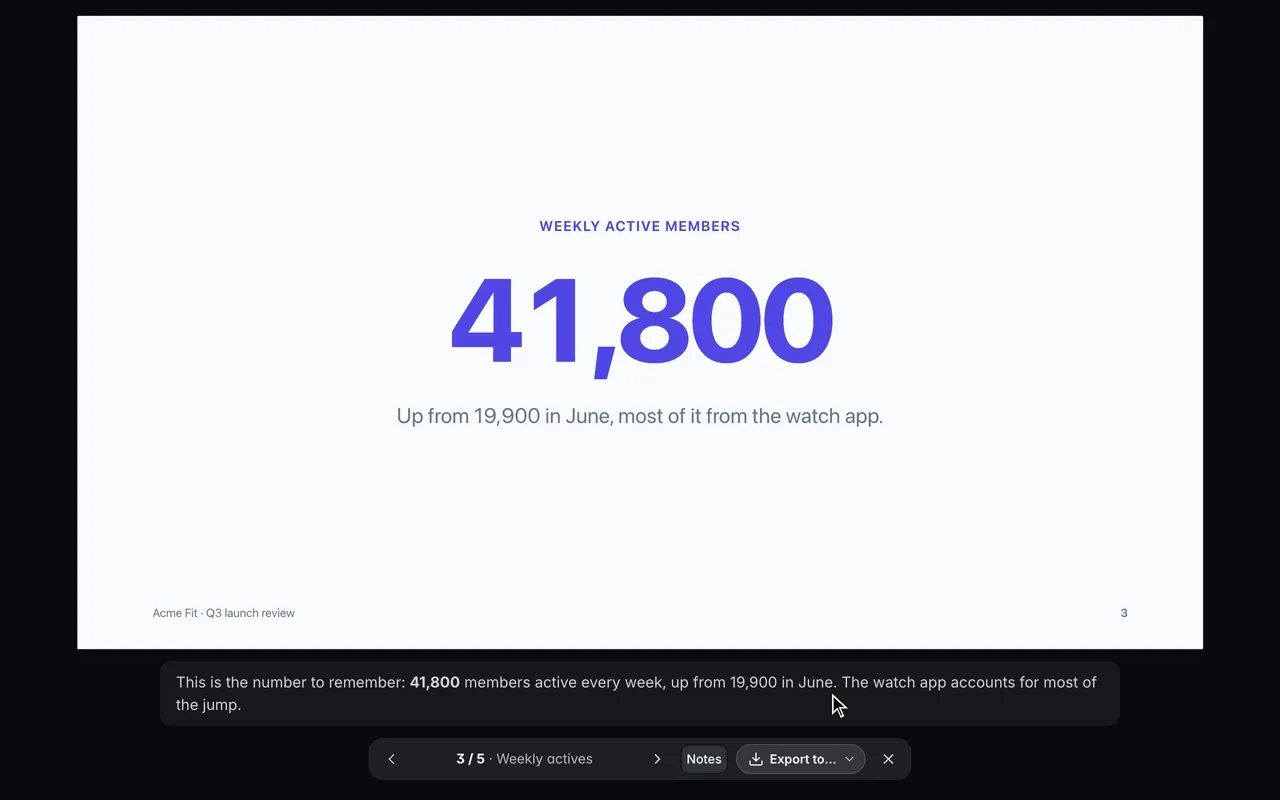 WEEKLY ACTIVE MEMBERS
41,800
Up from 19,900 in June, most of it from the watch app.
Acme Fit · Q3 launch review
3
This is the number to remember: 41,800 members active every week, up from 19,900 in June. The watch app accounts for most of
the jump.
3 / 5 · Weekly actives
Notes
Export to...